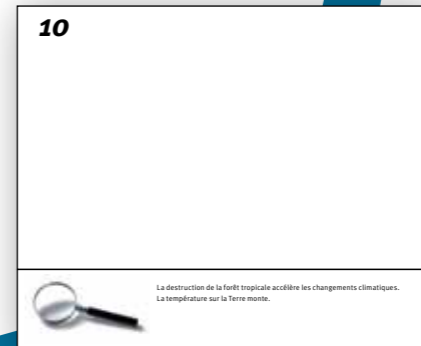 10
La destruction de la forêt tropicale accélère les changements climatiques.
La température sur la Terre monte.